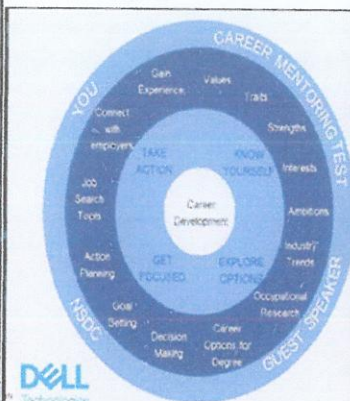 YOU
CAREER MENTORING TEST
GUEST SPEAKER
NSDC
Gain
Experience
Values
Traits
Strengths
Interests
Ambitions
Industry
Trends
Occupational
Research
Career
Options for
Degree
Decision
Making
Goal
Setting
Action
Planning
Job
Search
Tools
Connect
with
employers
TAKE
ACTION
KNOW
YOURSELF
EXPLORE
OPTIONS
GET
FOCUSED
Career
Development
DELL
Technologies